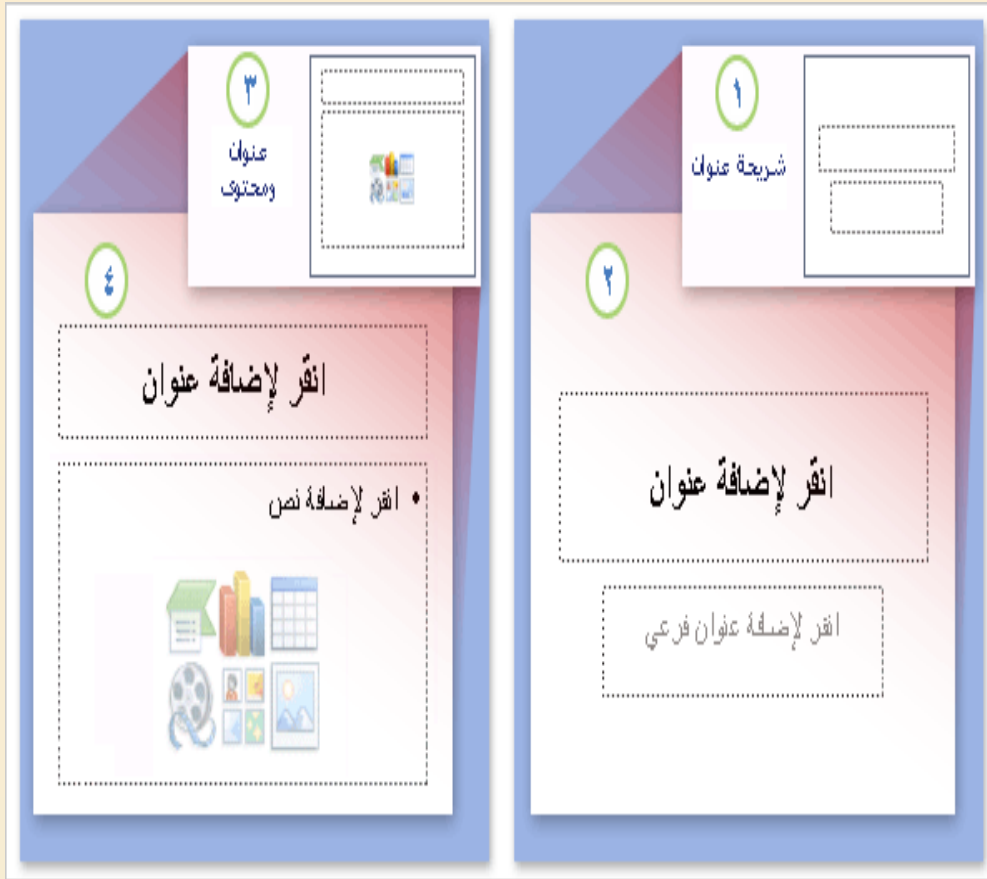 ١
شريحة عنوان
٢
انقر لإضافة عنوان
انقر لإضافة عنوان فرعي
٣
عنوان
ومحتوى
٤
انقر لإضافة عنوان
• انقر لإضافة نص